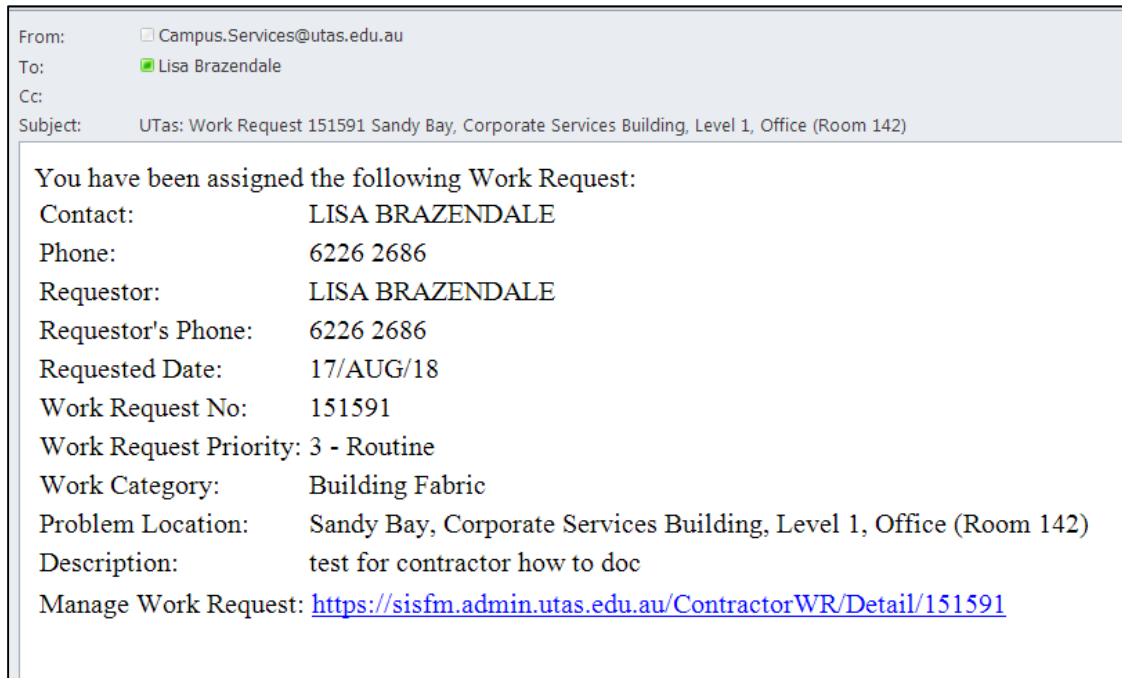 From: Campus.Services@utas.edu.au
To: Lisa Brazendale
Cc:
Subject: UTas: Work Request 151591 Sandy Bay, Corporate Services Building, Level 1, Office (Room 142)
You have been assigned the following Work Request:
Contact: LISA BRAZENDALE
Phone: 6226 2686
Requestor: LISA BRAZENDALE
Requestor's Phone: 6226 2686
Requested Date: 17/AUG/18
Work Request No: 151591
Work Request Priority: 3 - Routine
Work Category: Building Fabric
Problem Location: Sandy Bay, Corporate Services Building, Level 1, Office (Room 142)
Description: test for contractor how to doc
Manage Work Request: https://sisfm.admin.utas.edu.au/ContractorWR/Detail/151591